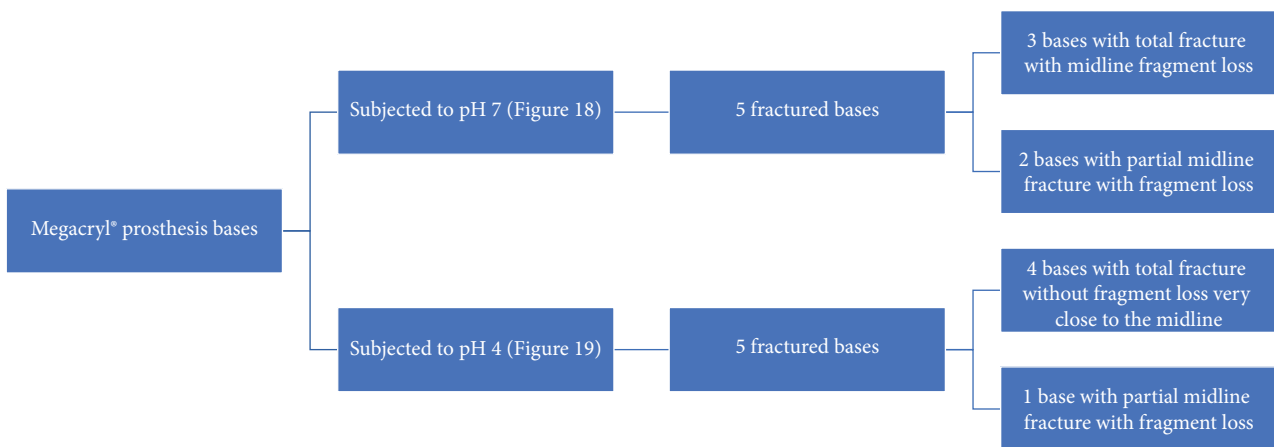 Megacryl® prosthesis bases
Subjected to pH 7 (Figure 18)
5 fractured bases
3 bases with total fracture
with midline fragment loss
2 bases with partial midline
fracture with fragment loss
Subjected to pH 4 (Figure 19)
5 fractured bases
4 bases with total fracture
without fragment loss very
close to the midline
1 base with partial midline
fracture with fragment loss